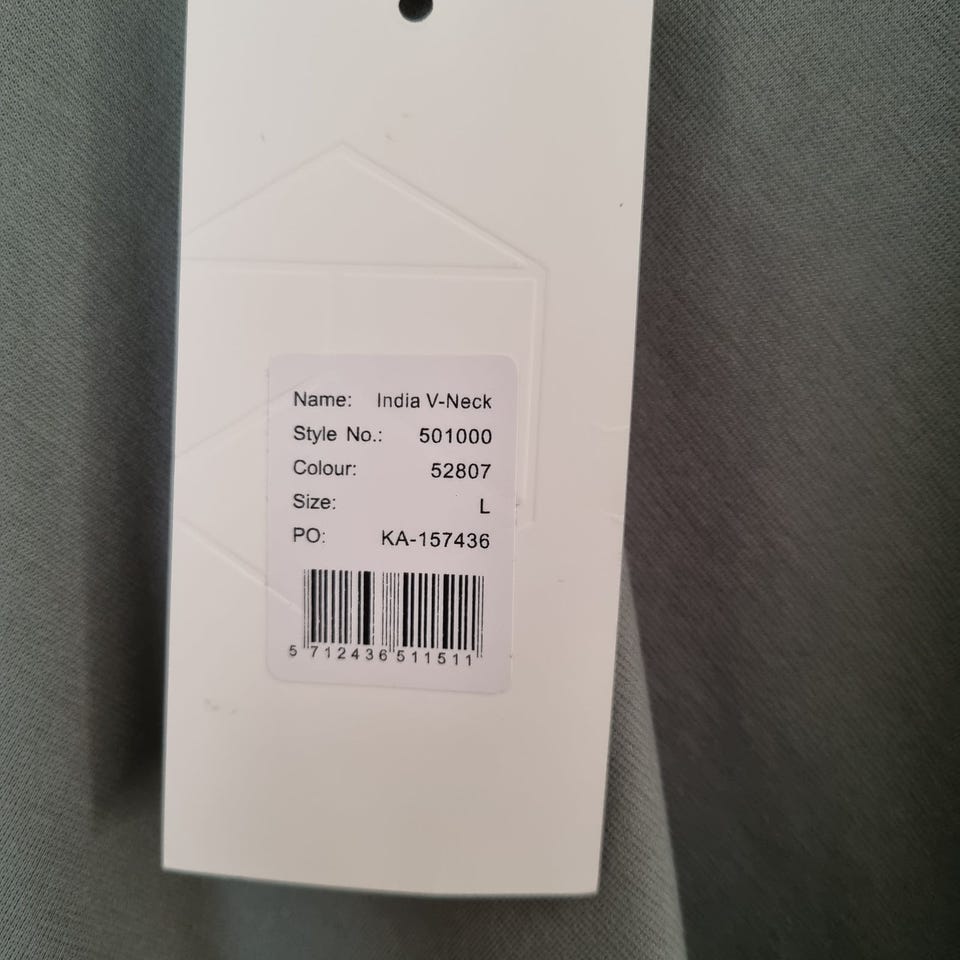 Name: India V-Neck
Style No.: 501000
Colour: 52807
Size: L
PO: KA-157436
5 712436 511511